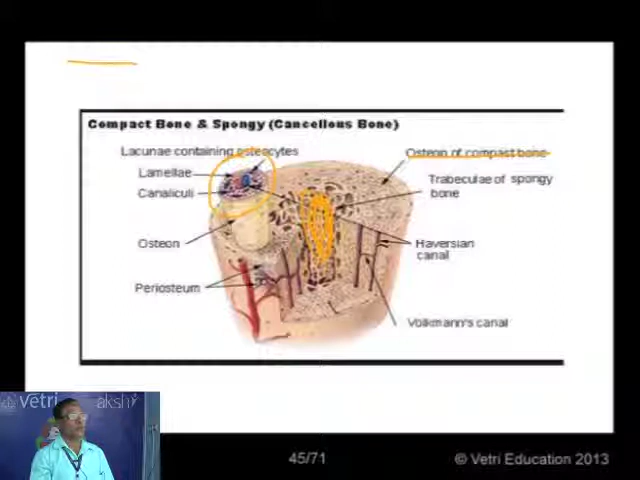 Compact Bone & Spongy (Cancellous Bone)
Lacunae containing osteocytes
Lamellae
Canaliculi
Osteon
Periosteum
Osteon of compact bone
Trabeculae of spongy
bone
Haversian
canal
Volkmann's canal
vetri
aksh
45/71
© Vetri Education 2013